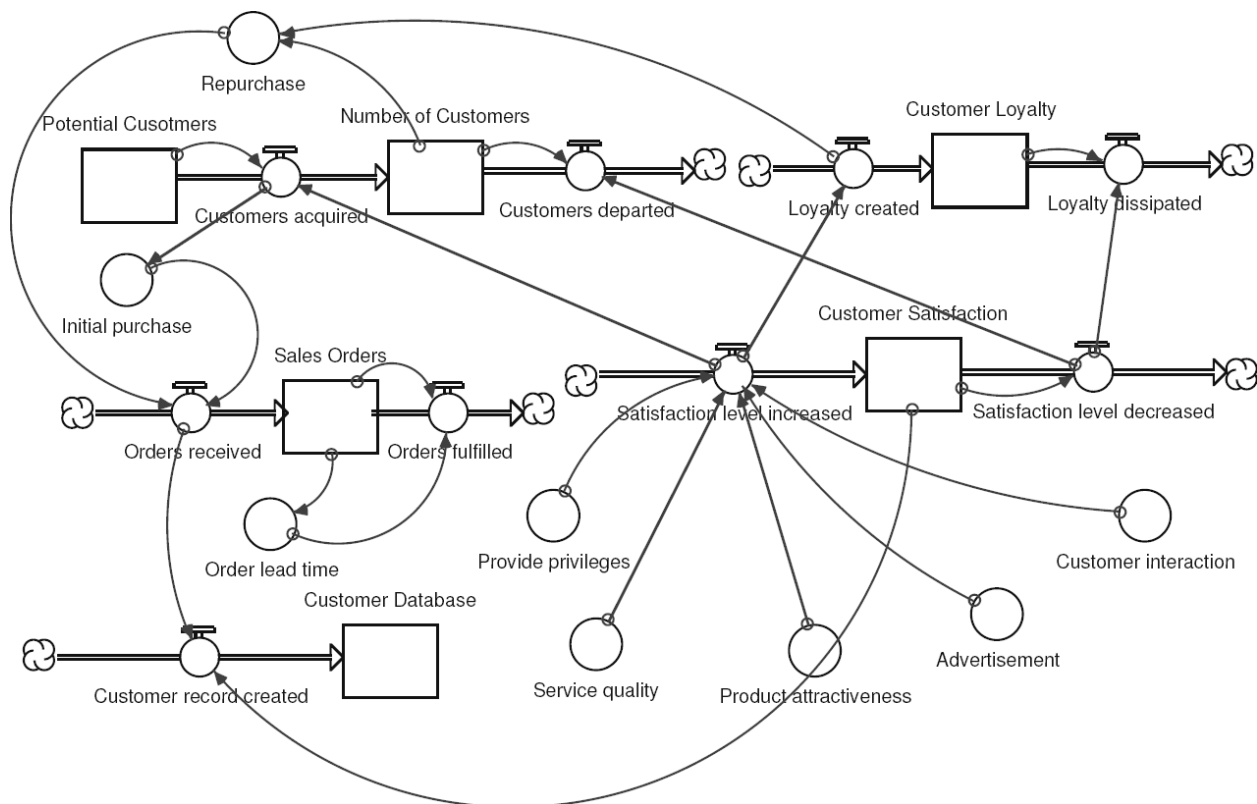 Repurchase
Potential Cusotmers
Number of Customers
Customer Loyalty
Customers acquired
Customers departed
Loyalty created
Loyalty dissipated
Initial purchase
Customer Satisfaction
Sales Orders
Satisfaction level increased
Satisfaction level decreased
Orders received
Orders fulfilled
Provide privileges
Customer interaction
Order lead time
Customer Database
Advertisement
Service quality
Product attractiveness
Customer record created